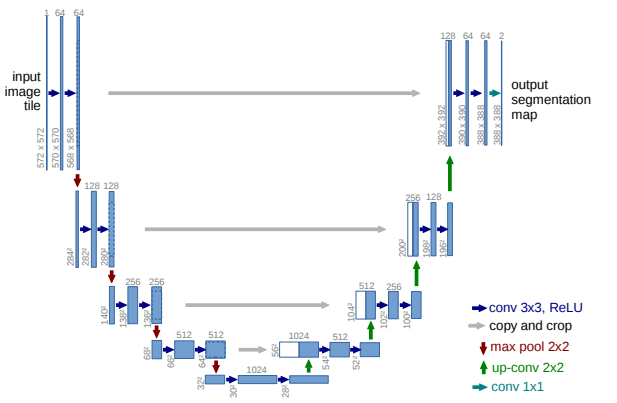 1 64 64
128 64 64 2
input
image
tile
output
segmentation
map
572 x 572
570 x 570
568 x 568
392 x 392
390 x 390
388 x 388
388 x 388
128 128
256 128
284²
282²
280²
200²
198²
196²
256 256
512 256
140²
138²
136²
104²
102²
100²
512 512
1024 512
68²
66²
64²
56²
54²
52²
1024
32²
30²
28²
conv 3x3, ReLU
copy and crop
max pool 2x2
up-conv 2x2
conv 1x1